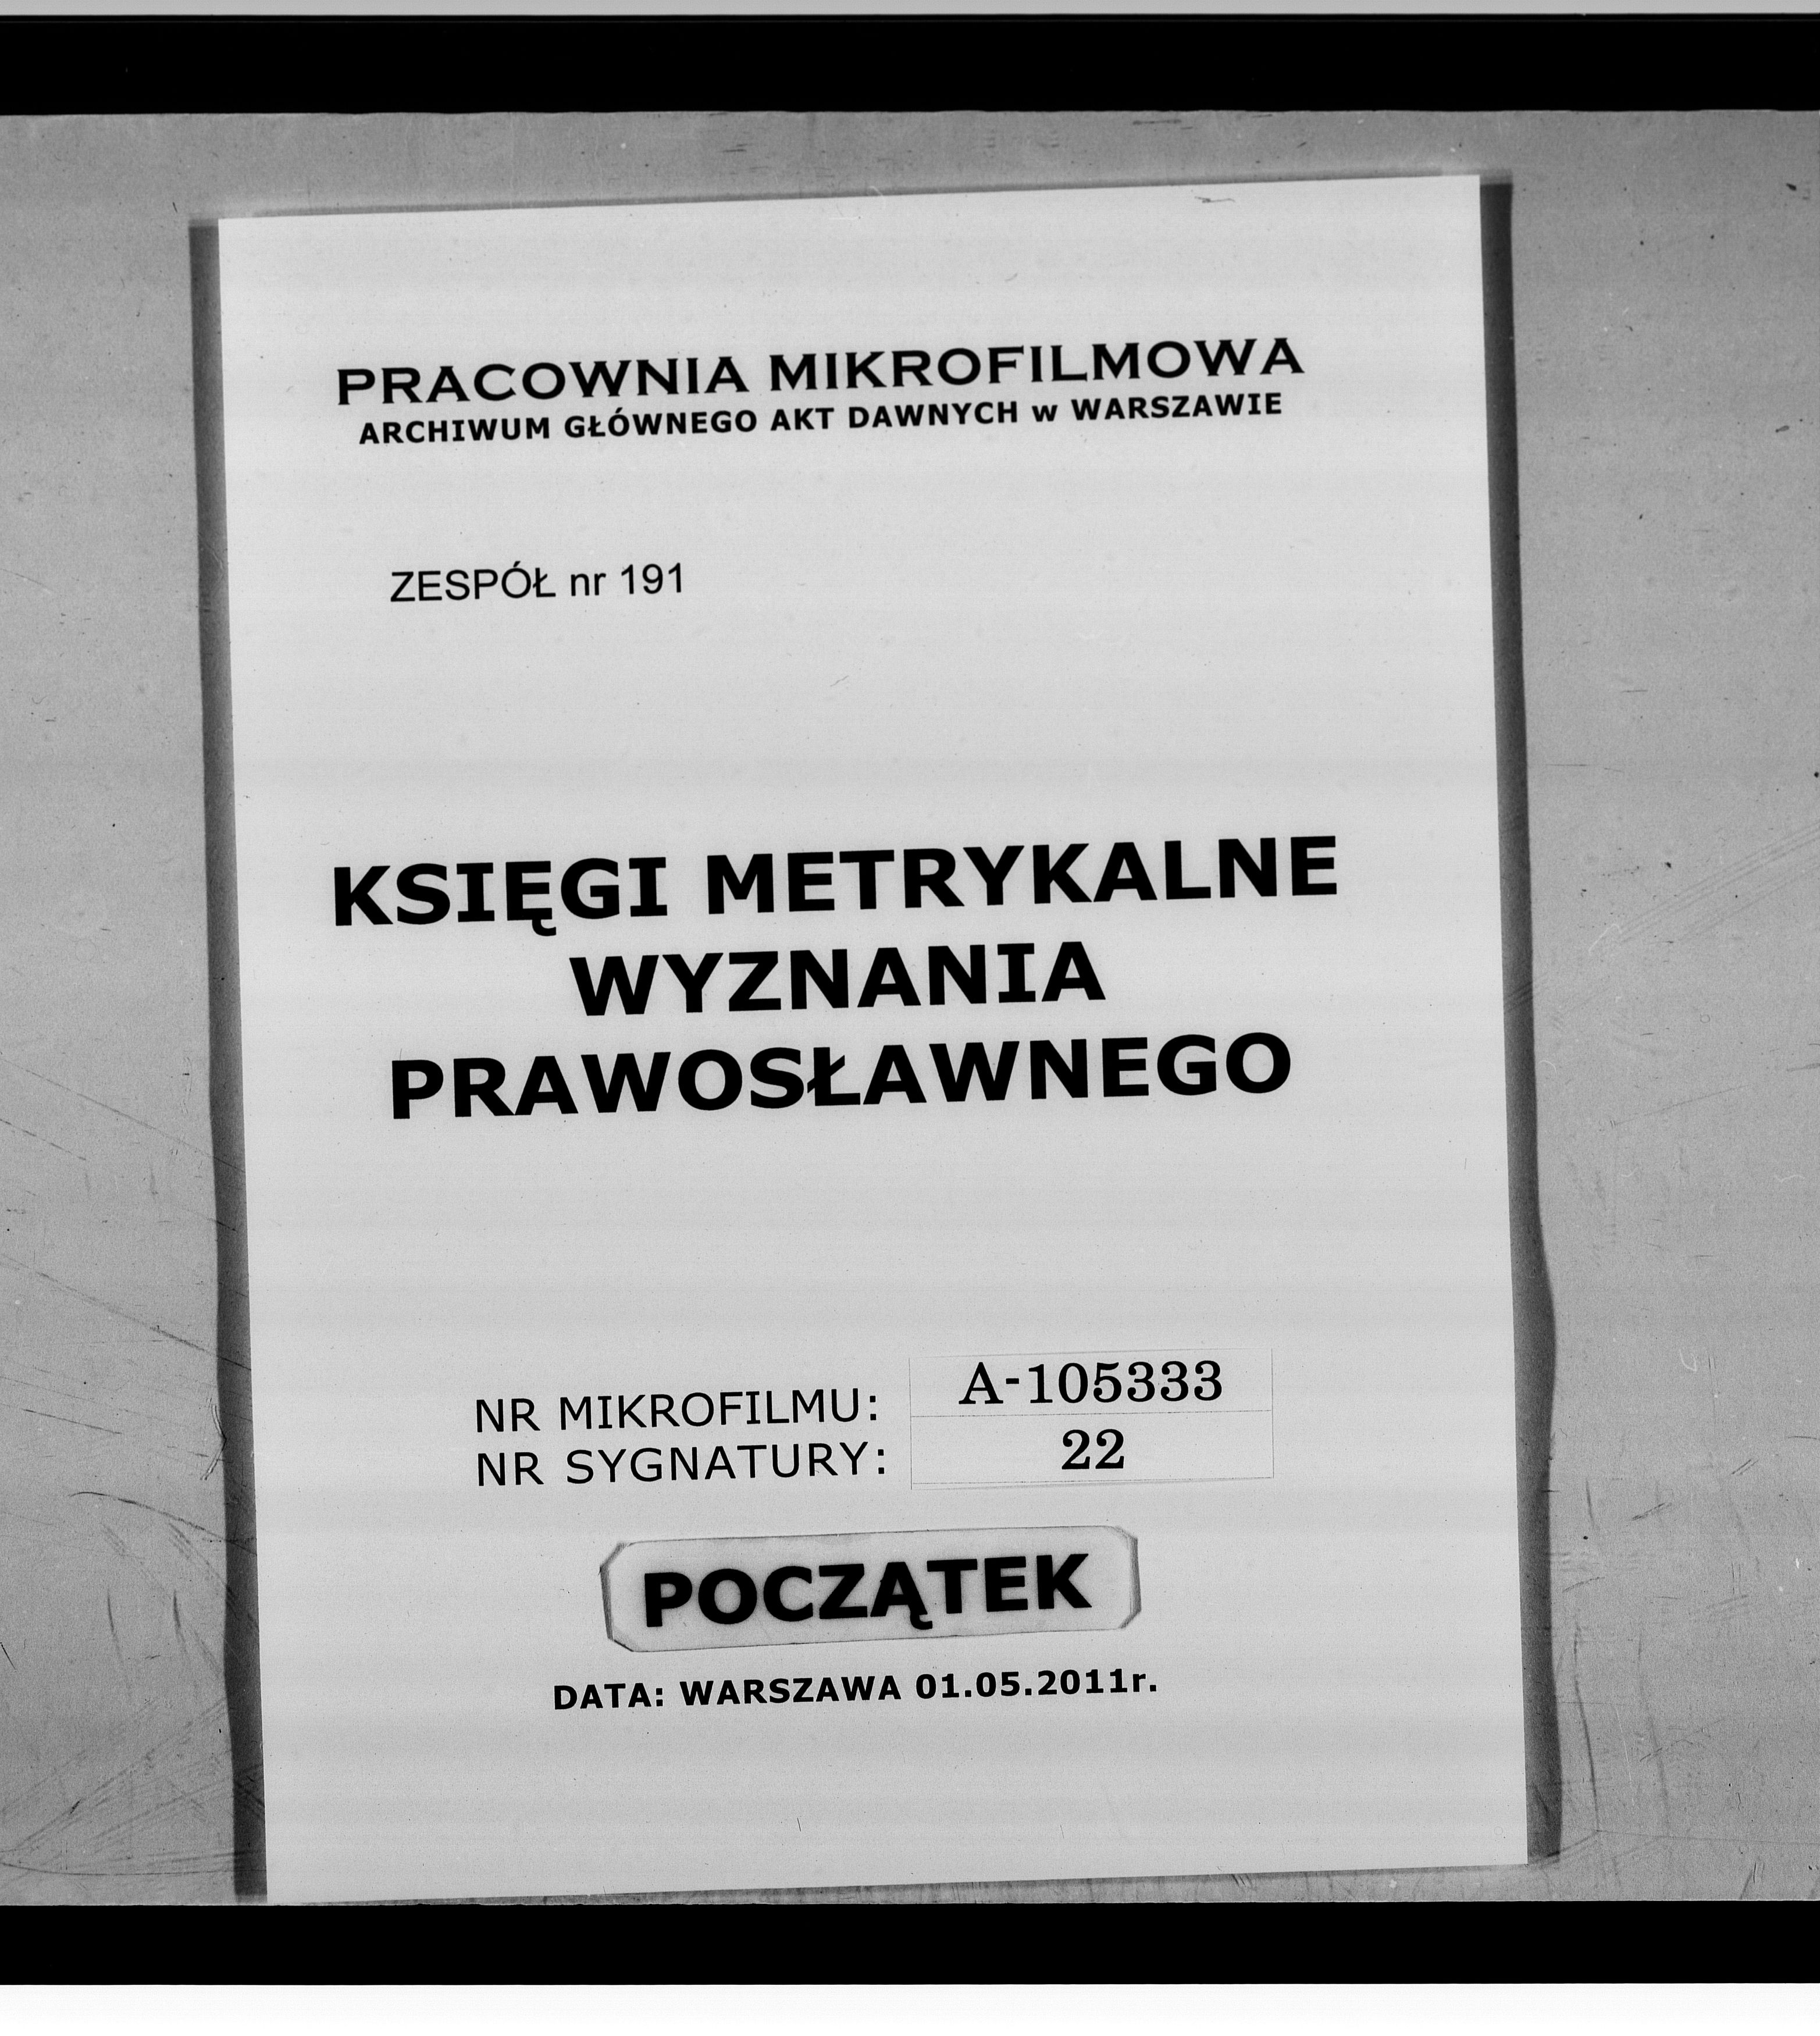 PRACOWNIA MIKROFILMOWA
ARCHIWUM GŁÓWNEGO AKT DAWNYCH w WARSZAWIE
ZESPÓŁ nr 191
KSIĘGI METRYKALNE
WYZNANIA
PRAWOSŁAWNEGO
NR MIKROFILMU: A-105333
NR SYGNATURY: 22
POCZĄTEK
DATA: WARSZAWA 01.05.2011r.